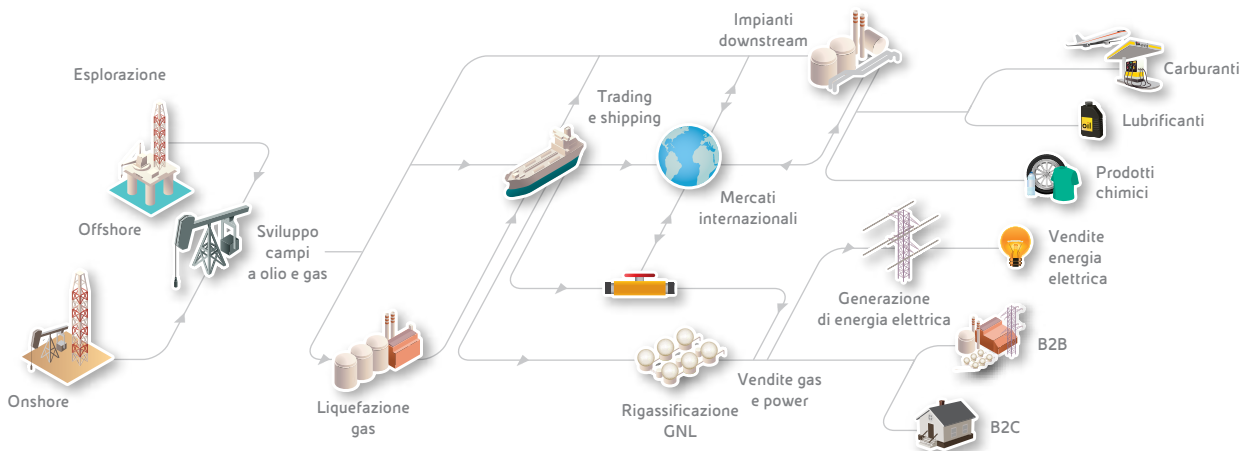 Esplorazione
Offshore
Onshore
Sviluppo
campi
a olio e gas
Liquefazione
gas
Trading
e shipping
Impianti
downstream
Mercati
internazionali
Rigassificazione
GNL
Vendite gas
e power
Generazione
di energia elettrica
Carburanti
oil
Lubrificanti
Prodotti
chimici
Vendite
energia
elettrica
B2B
B2C